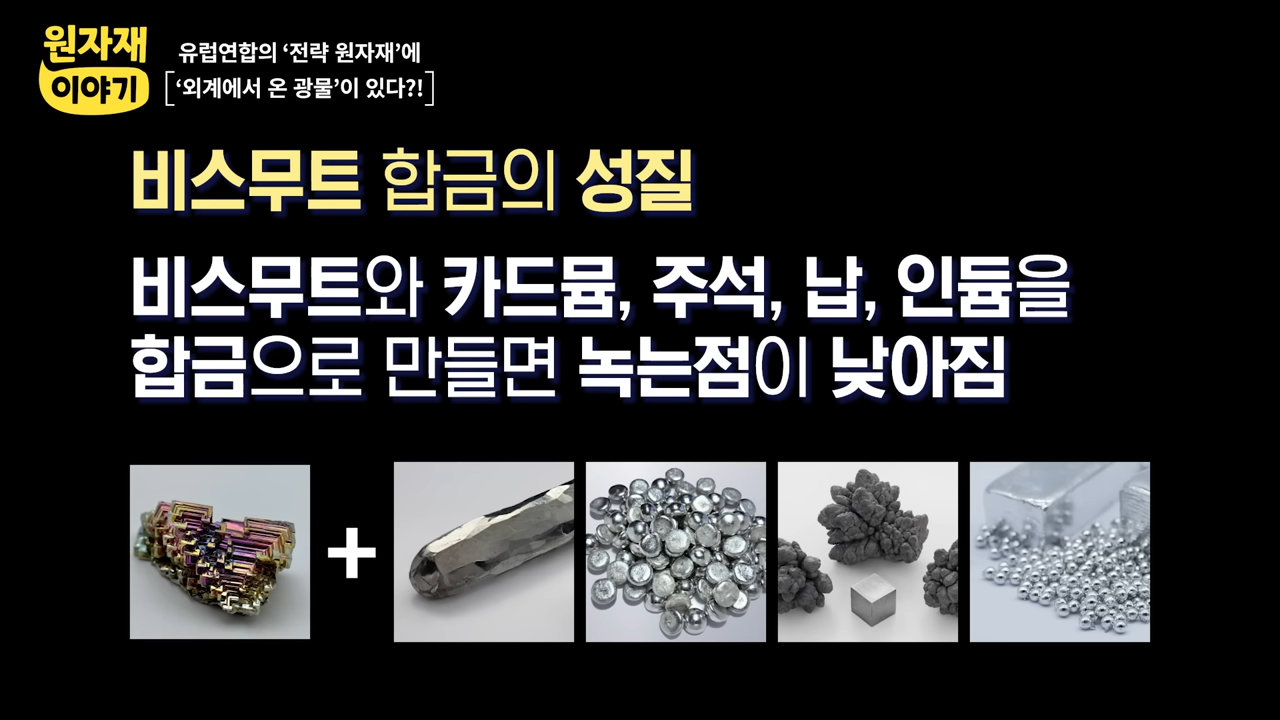 원자재
이야기
유럽연합의 ‘전략 원자재’에
‘외계에서 온 광물’이 있다?!
비스무트 합금의 성질
비스무트와 카드뮴, 주석, 납, 인듐을
합금으로 만들면 녹는점이 낮아짐
+